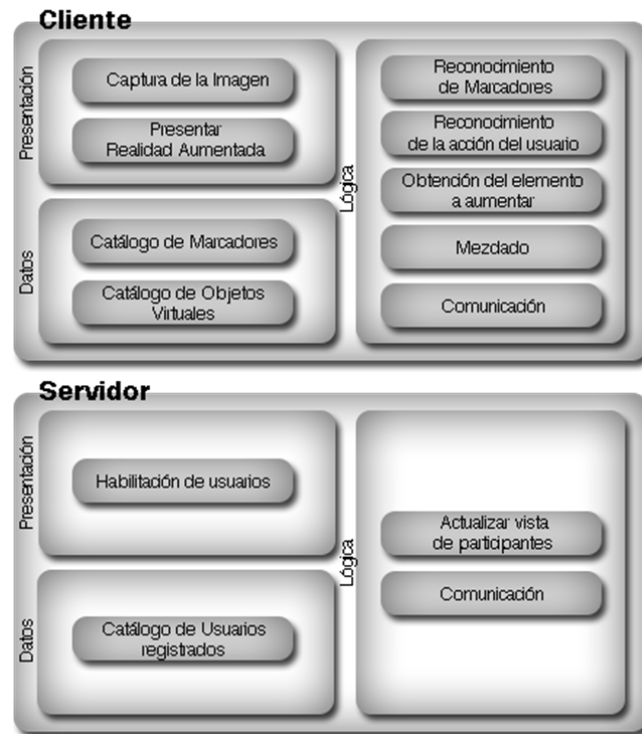 Cliente
Presentación
Captura de la Imagen
Presentar
Realidad Aumentada
Datos
Catálogo de Marcadores
Catálogo de Objetos
Virtuales
Lógica
Reconocimiento
de Marcadores
Reconocimiento
de la acción del usuario
Obtención del elemento
a aumentar
Mezdado
Comunicación
Servidor
Presentación
Habilitación de usuarios
Datos
Catálogo de Usuarios
registrados
Lógica
Actualizar vista
de participantes
Comunicación